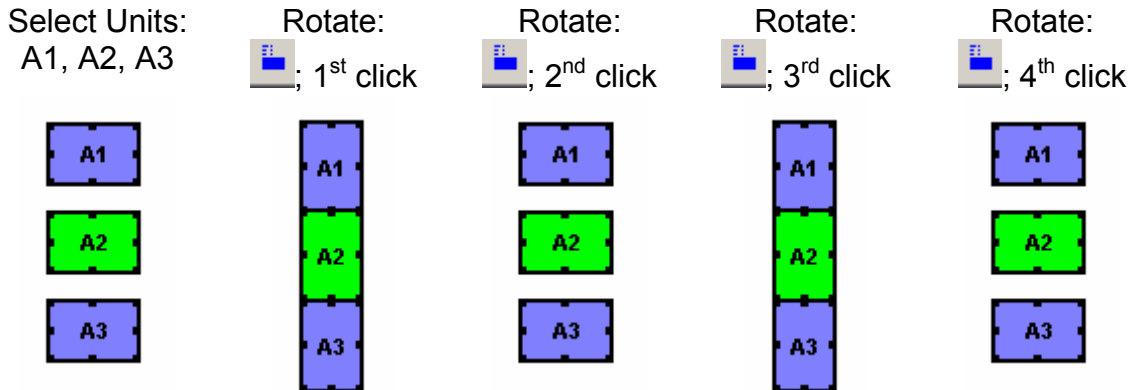 Select Units:
A1, A2, A3
Rotate:
; 1st click
Rotate:
; 2nd click
Rotate:
; 3rd click
Rotate:
; 4th click
A1
A2
A3
A1
A2
A3
A1
A2
A3
A1
A2
A3
A1
A2
A3